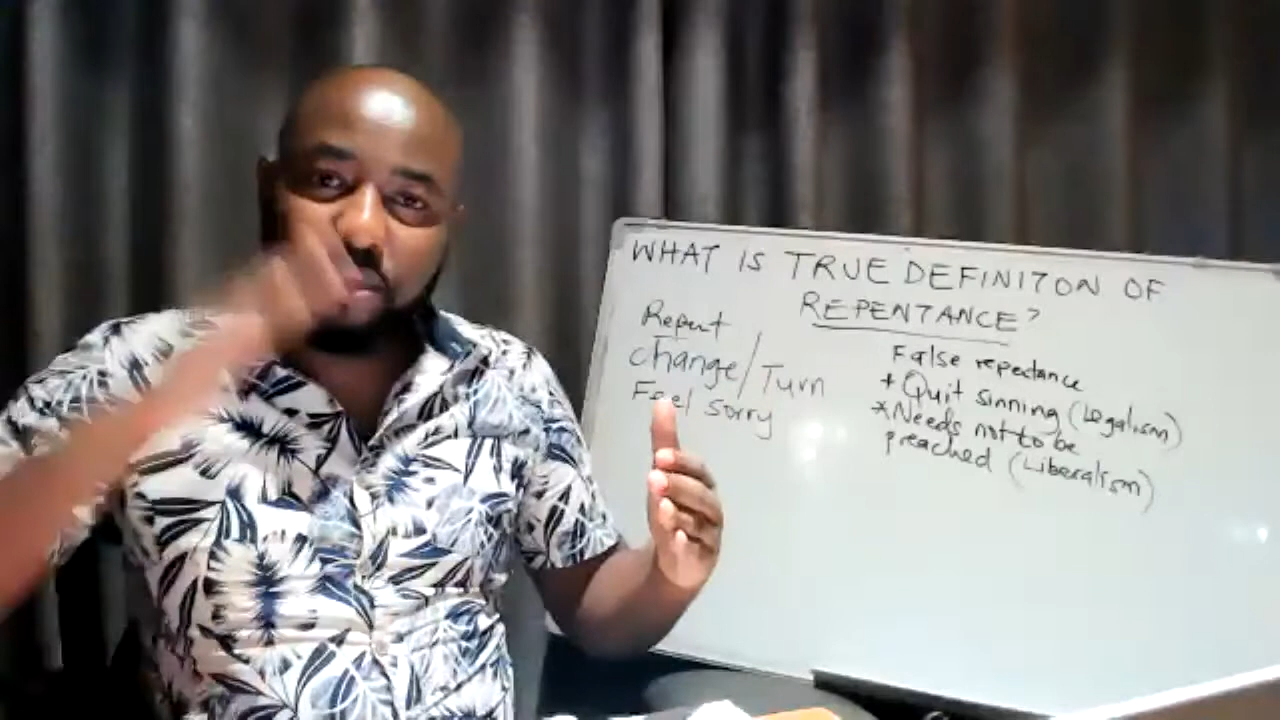 WHAT IS TRUE DEFINITON OF
REPENTANCE?
Repent
change/Turn
Feel sorry
False repentance
* Quit sinning (Legalism)
* Needs not to be
preached (Liberalism)